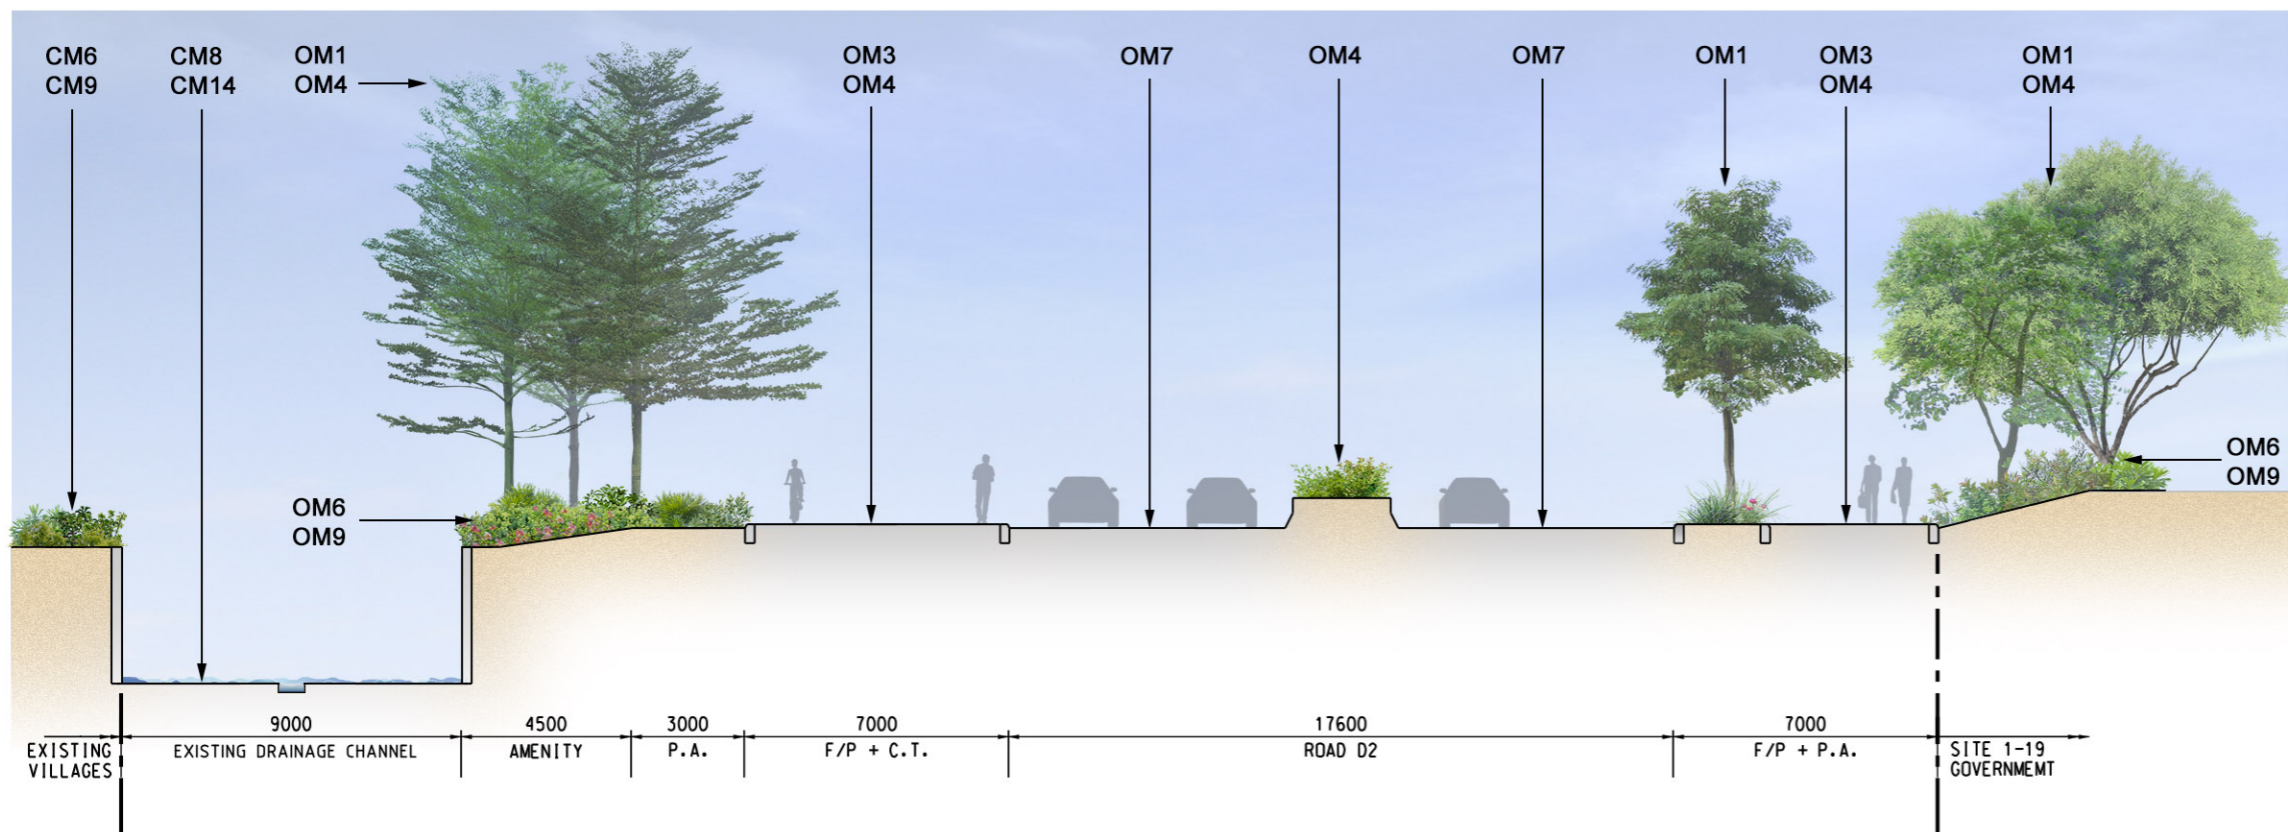 CM6
CM9
CM8
CM14
OM1
OM4
OM3
OM4
OM7
OM4
OM7
OM1
OM3
OM4
OM1
OM4
OM6
OM9
OM6
OM9
9000
4500
3000
7000
17600
7000
EXISTING
VILLAGES
EXISTING DRAINAGE CHANNEL
AMENITY
P.A.
F/P + C.T.
ROAD D2
F/P + P.A.
SITE 1-19
GOVERNMEMT